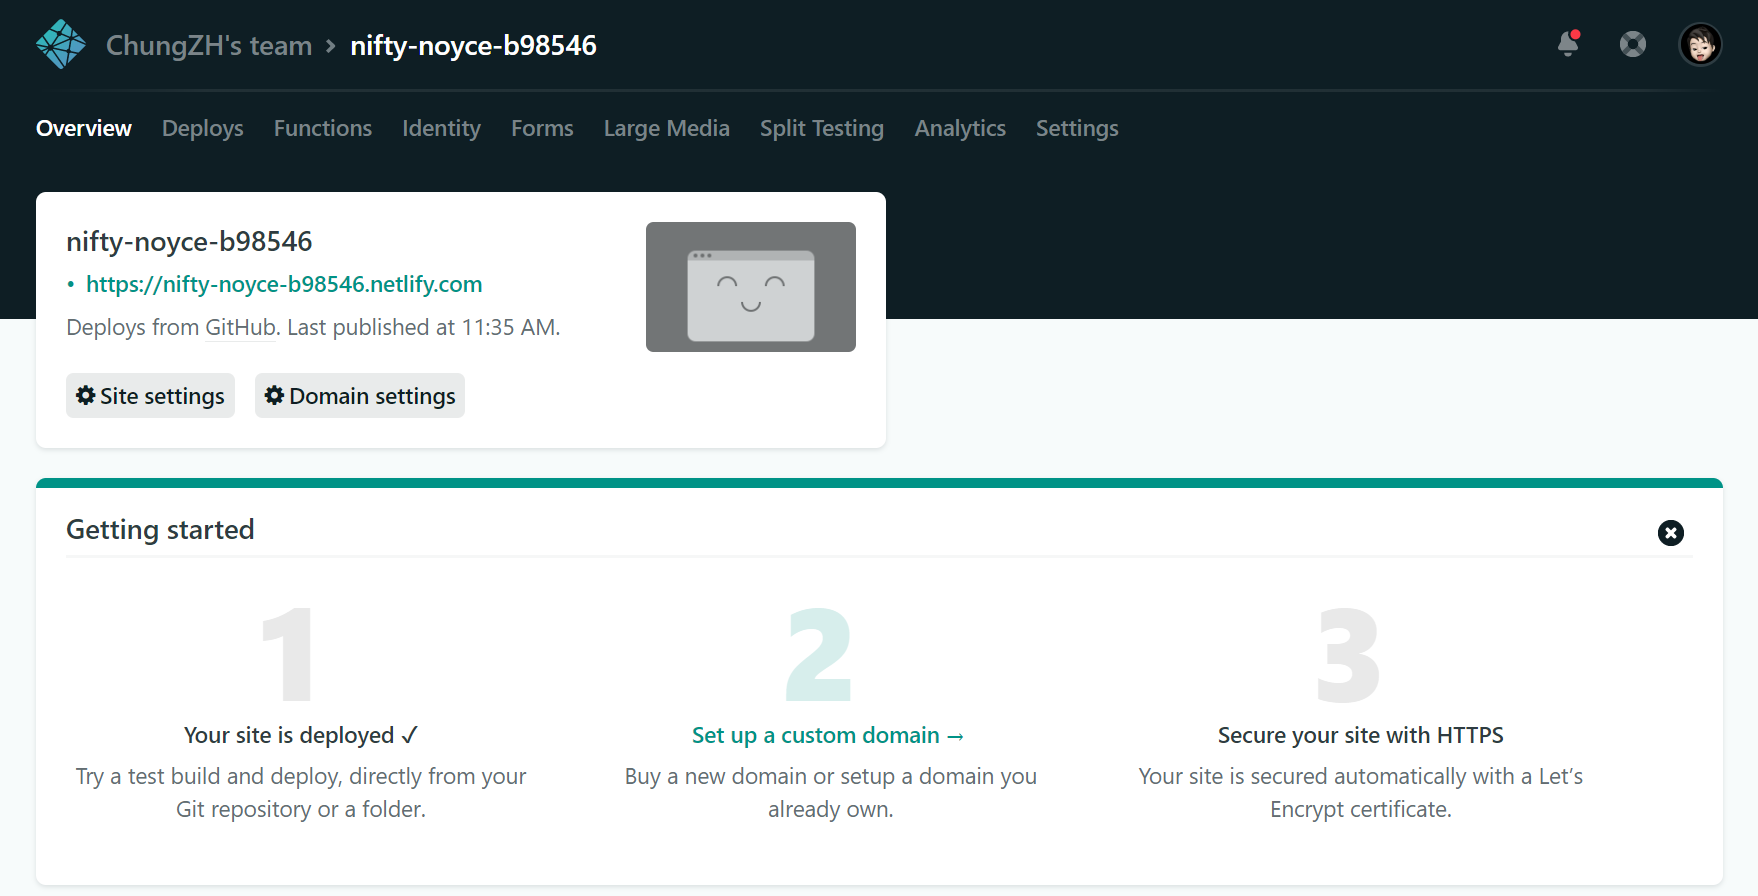 ChungZH's team > nifty-noyce-b98546
Overview Deploys Functions Identity Forms Large Media Split Testing Analytics Settings
nifty-noyce-b98546
• https://nifty-noyce-b98546.netlify.com
Deploys from GitHub. Last published at 11:35 AM.
Site settings Domain settings
Getting started
1
Your site is deployed ✓
Try a test build and deploy, directly from your
Git repository or a folder.
2
Set up a custom domain →
Buy a new domain or setup a domain you
already own.
3
Secure your site with HTTPS
Your site is secured automatically with a Let’s
Encrypt certificate.